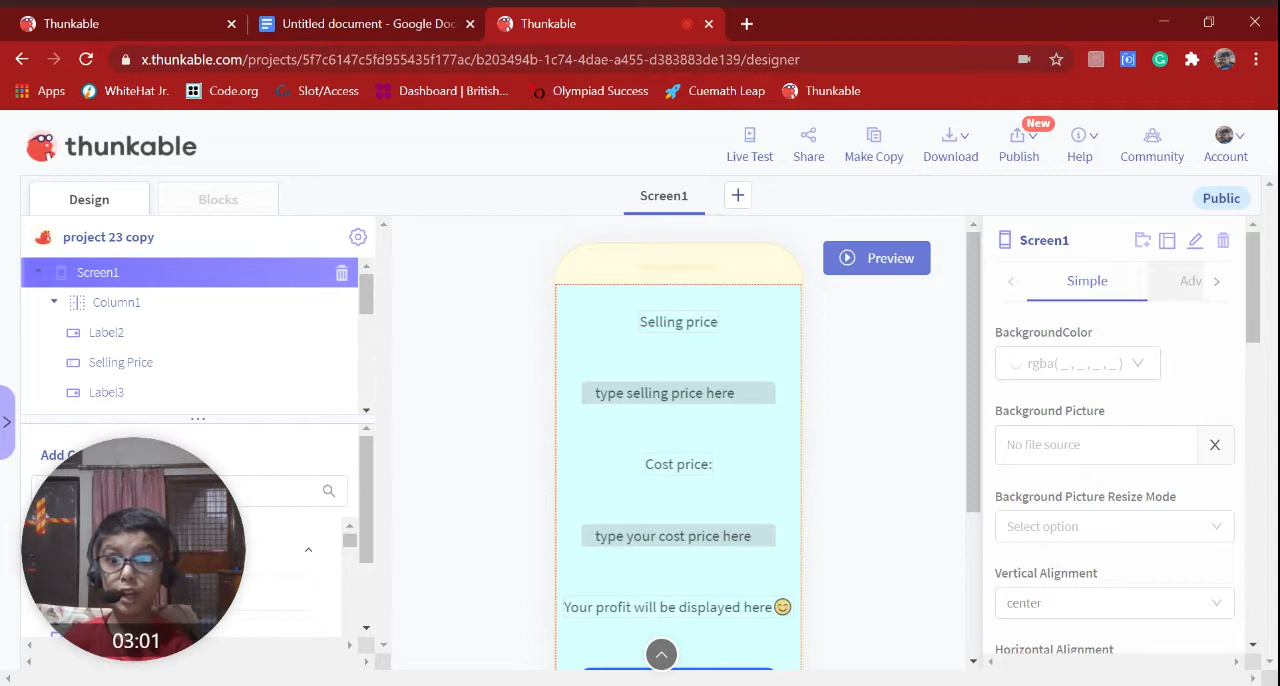 Thunkable
Untitled document - Google Doc
Thunkable
x.thunkable.com/projects/5f7c6147c5fd955435f177ac/b203494b-1c74-4dae-a455-d383883de139/designer
Apps
WhiteHat Jr.
Code.org
Slot/Access
Dashboard | British...
Olympiad Success
Cuemath Leap
Thunkable
thunkable
Live Test
Share
Make Copy
Download
New
Publish
Help
Community
Account
Design
Blocks
Screen1
Public
project 23 copy
Screen1
Column1
Label2
Selling Price
Label3
Add C
03:01
Preview
Selling price
type selling price here
Cost price:
type your cost price here
Your profit will be displayed here😊
Screen1
Simple
Adv
BackgroundColor
rgba(_,_,_,_)
Background Picture
No file source
Background Picture Resize Mode
Select option
Vertical Alignment
center
Horizontal Alignment